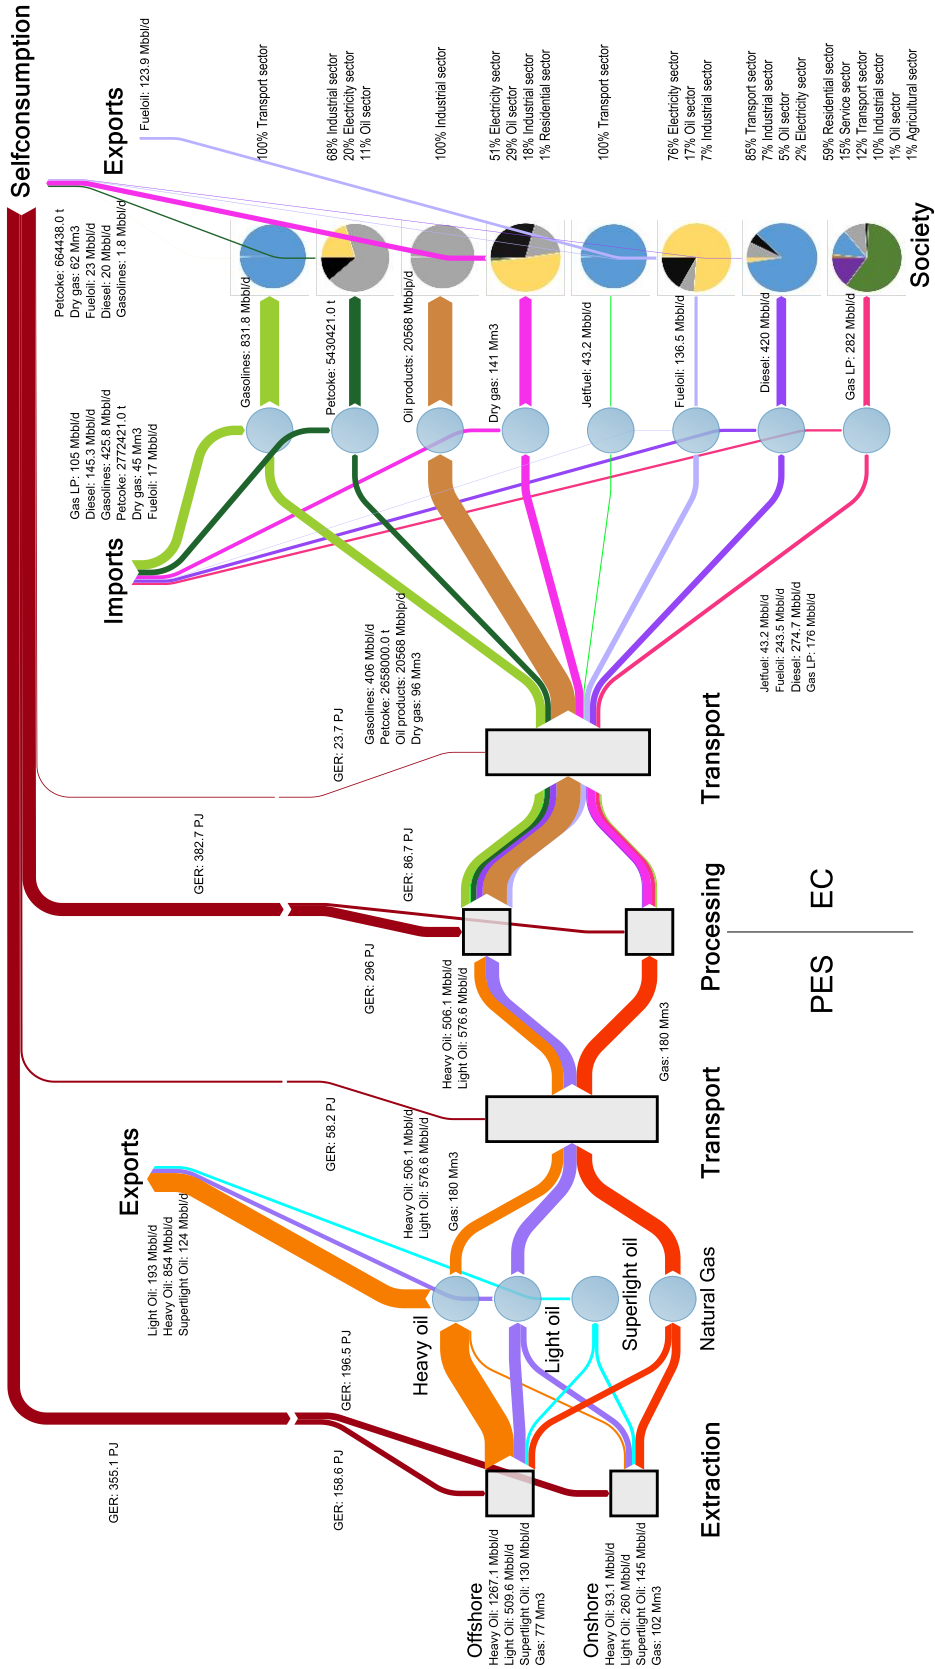 Offshore
Heavy Oil: 1267.1 Mbbl/d
Light Oil: 509.6 Mbbl/d
Supertlight Oil: 130 Mbbl/d
Gas: 77 Mm3
Onshore
Heavy Oil: 93.1 Mbbl/d
Light Oil: 260 Mbbl/d
Supertlight Oil: 145 Mbbl/d
Gas: 102 Mm3
Extraction
GER: 355.1 PJ
GER: 158.6 PJ
GER: 196.5 PJ
Heavy oil
Light oil
Superlight oil
Natural Gas
Exports
Light Oil: 193 Mbbl/d
Heavy Oil: 854 Mbbl/d
Supertlight Oil: 124 Mbbl/d
Heavy Oil: 506.1 Mbbl/d
Light Oil: 576.6 Mbbl/d
Gas: 180 Mm3
GER: 58.2 PJ
Transport
Heavy Oil: 506.1 Mbbl/d
Light Oil: 576.6 Mbbl/d
Gas: 180 Mm3
GER: 382.7 PJ
GER: 296 PJ
GER: 86.7 PJ
Processing
PES
EC
GER: 23.7 PJ
Transport
Gasolines: 406 Mbbl/d
Petcoke: 2658000.0 t
Oil products: 20568 Mbblp/d
Dry gas: 96 Mm3
Jetfuel: 43.2 Mbbl/d
Fueloil: 243.5 Mbbl/d
Diesel: 274.7 Mbbl/d
Gas LP: 176 Mbbl/d
Imports
Gas LP: 105 Mbbl/d
Diesel: 145.3 Mbbl/d
Gasolines: 425.8 Mbbl/d
Petcoke: 2772421.0 t
Dry gas: 45 Mm3
Fueloil: 17 Mbbl/d
Gasolines: 831.8 Mbbl/d
Petcoke: 5430421.0 t
Oil products: 20568 Mbblp/d
Dry gas: 141 Mm3
Jetfuel: 43.2 Mbbl/d
Fueloil: 136.5 Mbbl/d
Diesel: 420 Mbbl/d
Gas LP: 282 Mbbl/d
Petcoke: 664438.0 t
Dry gas: 62 Mm3
Fueloil: 23 Mbbl/d
Diesel: 20 Mbbl/d
Gasolines: 1.8 Mbbl/d
Selfconsumption
Exports
Fueloil: 123.9 Mbbl/d
Society
100% Transport sector
68% Industrial sector
20% Electricity sector
11% Oil sector
100% Industrial sector
51% Electricity sector
29% Oil sector
18% Industrial sector
1% Residential sector
100% Transport sector
76% Electricity sector
17% Oil sector
7% Industrial sector
85% Transport sector
7% Industrial sector
5% Oil sector
2% Electricity sector
59% Residential sector
15% Service sector
12% Transport sector
10% Industrial sector
1% Oil sector
1% Agricultural sector